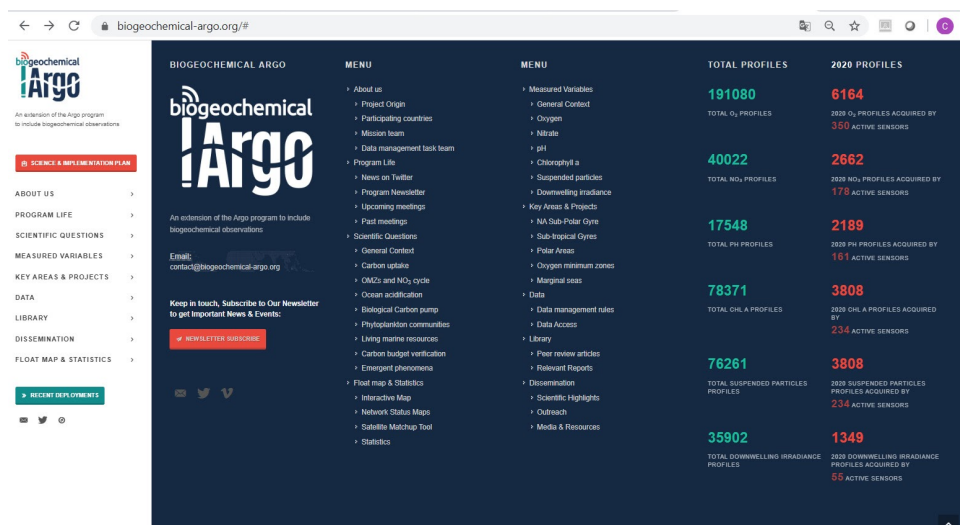 biogeochemical-argo.org/#
C
biogeochemical
Argo
An extension of the Argo program
to include biogeochemical observations
SCIENCE & IMPLEMENTATION PLAN
ABOUT US
PROGRAM LIFE
SCIENTIFIC QUESTIONS
MEASURED VARIABLES
KEY AREAS & PROJECTS
DATA
LIBRARY
DISSEMINATION
FLOAT MAP & STATISTICS
RECENT DEPLOYMENTS
BIOGEOCHEMICAL ARGO
biogeochemical
Argo
An extension of the Argo program to include
biogeochemical observations
Email:
contact@biogeochemical-argo.org
Keep in touch, Subscribe to Our Newsletter
to get Important News & Events:
NEWSLETTER SUBSCRIBE
MENU
About us
Project Origin
Participating countries
Mission team
Data management task team
Program Life
News on Twitter
Program Newsletter
Upcoming meetings
Past meetings
Scientific Questions
General Context
Carbon uptake
OMZs and NO₃ cycle
Ocean acidification
Biological Carbon pump
Phytoplankton communities
Living marine resources
Carbon budget verification
Emergent phenomena
Float map & Statistics
Interactive Map
Network Status Maps
Satellite Matchup Tool
Statistics
MENU
Measured Variables
General Context
Oxygen
Nitrate
pH
Chlorophyll a
Suspended particles
Downwelling irradiance
Key Areas & Projects
NA Sub-Polar Gyre
Sub-tropical Gyres
Polar Areas
Oxygen minimum zones
Marginal seas
Data
Data management rules
Data Access
Library
Peer review articles
Relevant Reports
Dissemination
Scientific Highlights
Outreach
Media & Resources
TOTAL PROFILES
191080
TOTAL O₂ PROFILES
40022
TOTAL NO₃ PROFILES
17548
TOTAL PH PROFILES
78371
TOTAL CHL A PROFILES
76261
TOTAL SUSPENDED PARTICLES
PROFILES
35902
TOTAL DOWNWELLING IRRADIANCE
PROFILES
2020 PROFILES
6164
2020 O₂ PROFILES ACQUIRED BY
350 ACTIVE SENSORS
2662
2020 NO₃ PROFILES ACQUIRED BY
178 ACTIVE SENSORS
2189
2020 PH PROFILES ACQUIRED BY
161 ACTIVE SENSORS
3808
2020 CHL A PROFILES ACQUIRED
BY
234 ACTIVE SENSORS
3808
2020 SUSPENDED PARTICLES
PROFILES ACQUIRED BY
234 ACTIVE SENSORS
1349
2020 DOWNWELLING IRRADIANCE
PROFILES ACQUIRED BY
55 ACTIVE SENSORS